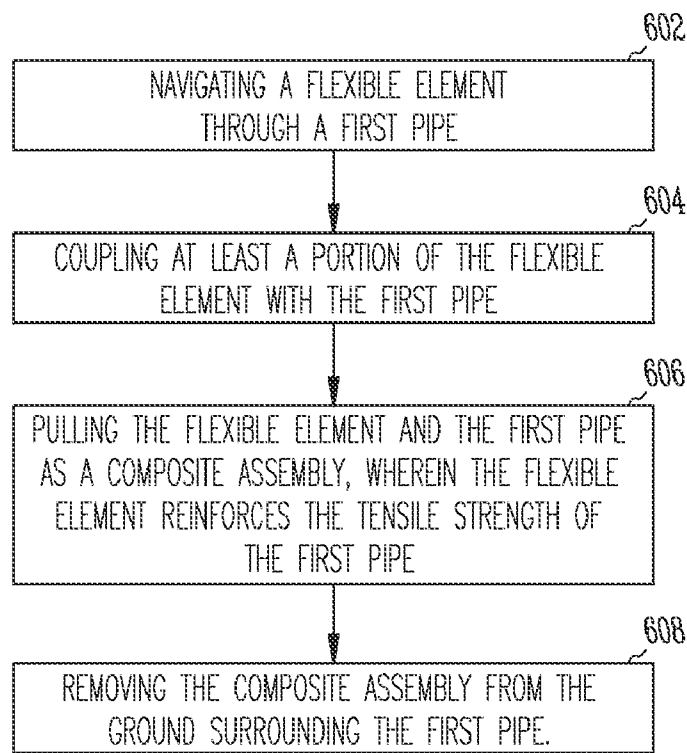 602
NAVIGATING A FLEXIBLE ELEMENT
THROUGH A FIRST PIPE
604
COUPLING AT LEAST A PORTION OF THE FLEXIBLE
ELEMENT WITH THE FIRST PIPE
606
PULLING THE FLEXIBLE ELEMENT AND THE FIRST PIPE
AS A COMPOSITE ASSEMBLY, WHEREIN THE FLEXIBLE
ELEMENT REINFORCES THE TENSILE STRENGTH OF
THE FIRST PIPE
608
REMOVING THE COMPOSITE ASSEMBLY FROM THE
GROUND SURROUNDING THE FIRST PIPE.